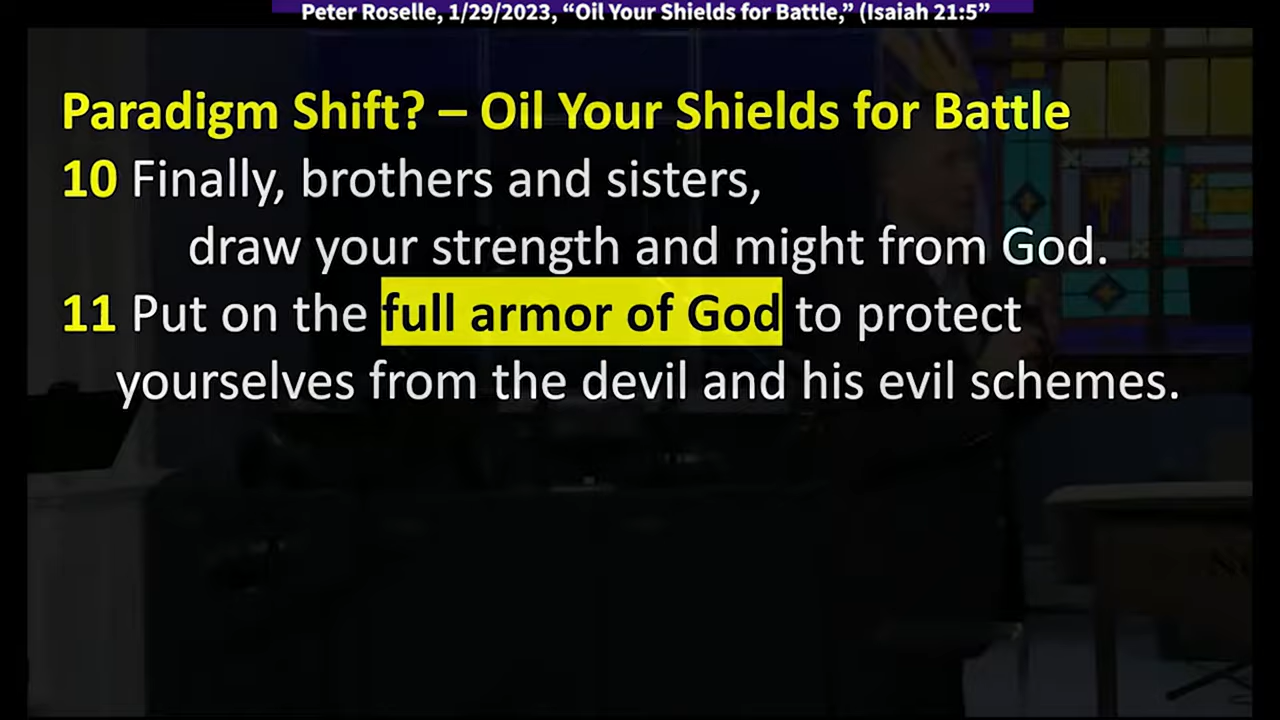 Peter Roselle, 1/29/2023, “Oil Your Shields for Battle,” (Isaiah 21:5”
Paradigm Shift? – Oil Your Shields for Battle
10 Finally, brothers and sisters,
draw your strength and might from God.
11 Put on the full armor of God to protect
yourselves from the devil and his evil schemes.